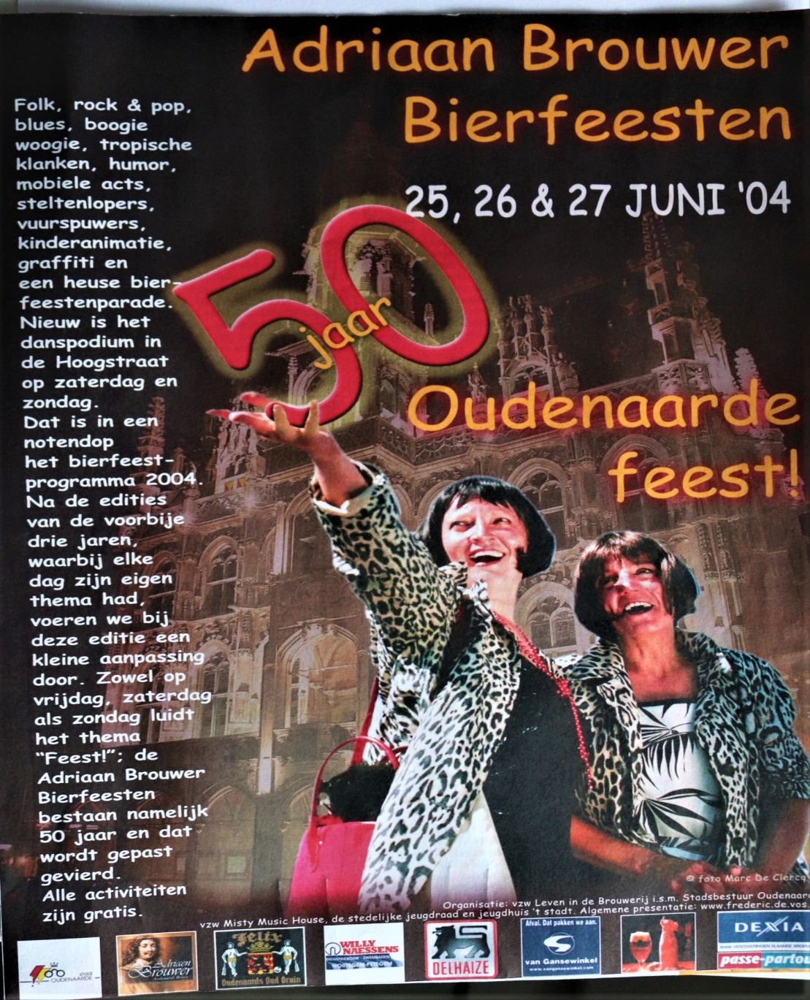 Adriaan Brouwer
Bierfeesten
25, 26 & 27 JUNI '04
50
jaar
Oudenaarde
feest!
Folk, rock & pop,
blues, boogie
woogie, tropische
klanken, humor,
mobiele acts,
steltenlopers,
vuurspuwers,
kinderanimatie,
graffiti en
een heuse bier-
feestenparade.
Nieuw is het
danspodium in
de Hoogstraat
op zaterdag en
zondag.
Dat is in een
notendop
het bierfeest-
programma 2004.
Na de edities
van de voorbije
drie jaren,
waarbij elke
dag zijn eigen
thema had,
voeren we bij
deze editie een
kleine aanpassing
door. Zowel op
vrijdag, zaterdag
als zondag luidt
het thema
“Feest!”; de
Adriaan Brouwer
Bierfeesten
bestaan namelijk
50 jaar en dat
wordt gepast
gevierd.
Alle activiteiten
zijn gratis.
© foto Marc De Clercq
Organisatie: vzw Leven in de Brouwerij i.s.m. Stadsbestuur Oudenaar
vzw Misty Music House, de stedelijke jeugdraad en jeugdhuis 't stadt. Algemene presentatie: www.frederic.de.vos.
stad
OUDENAARDE
Adriaen
Brouwer
Felix
Oudenaards Oud Bruin
WILLY
NAESSENS
INDUSTRIEBOUW - ZWEMBADEN
WORTEGEM-PETEGEM
DELHAIZE
Afval. Dat pakken we aan.
van Gansewinkel
www.vangansewinkel.com
DEXIA
passe-partou